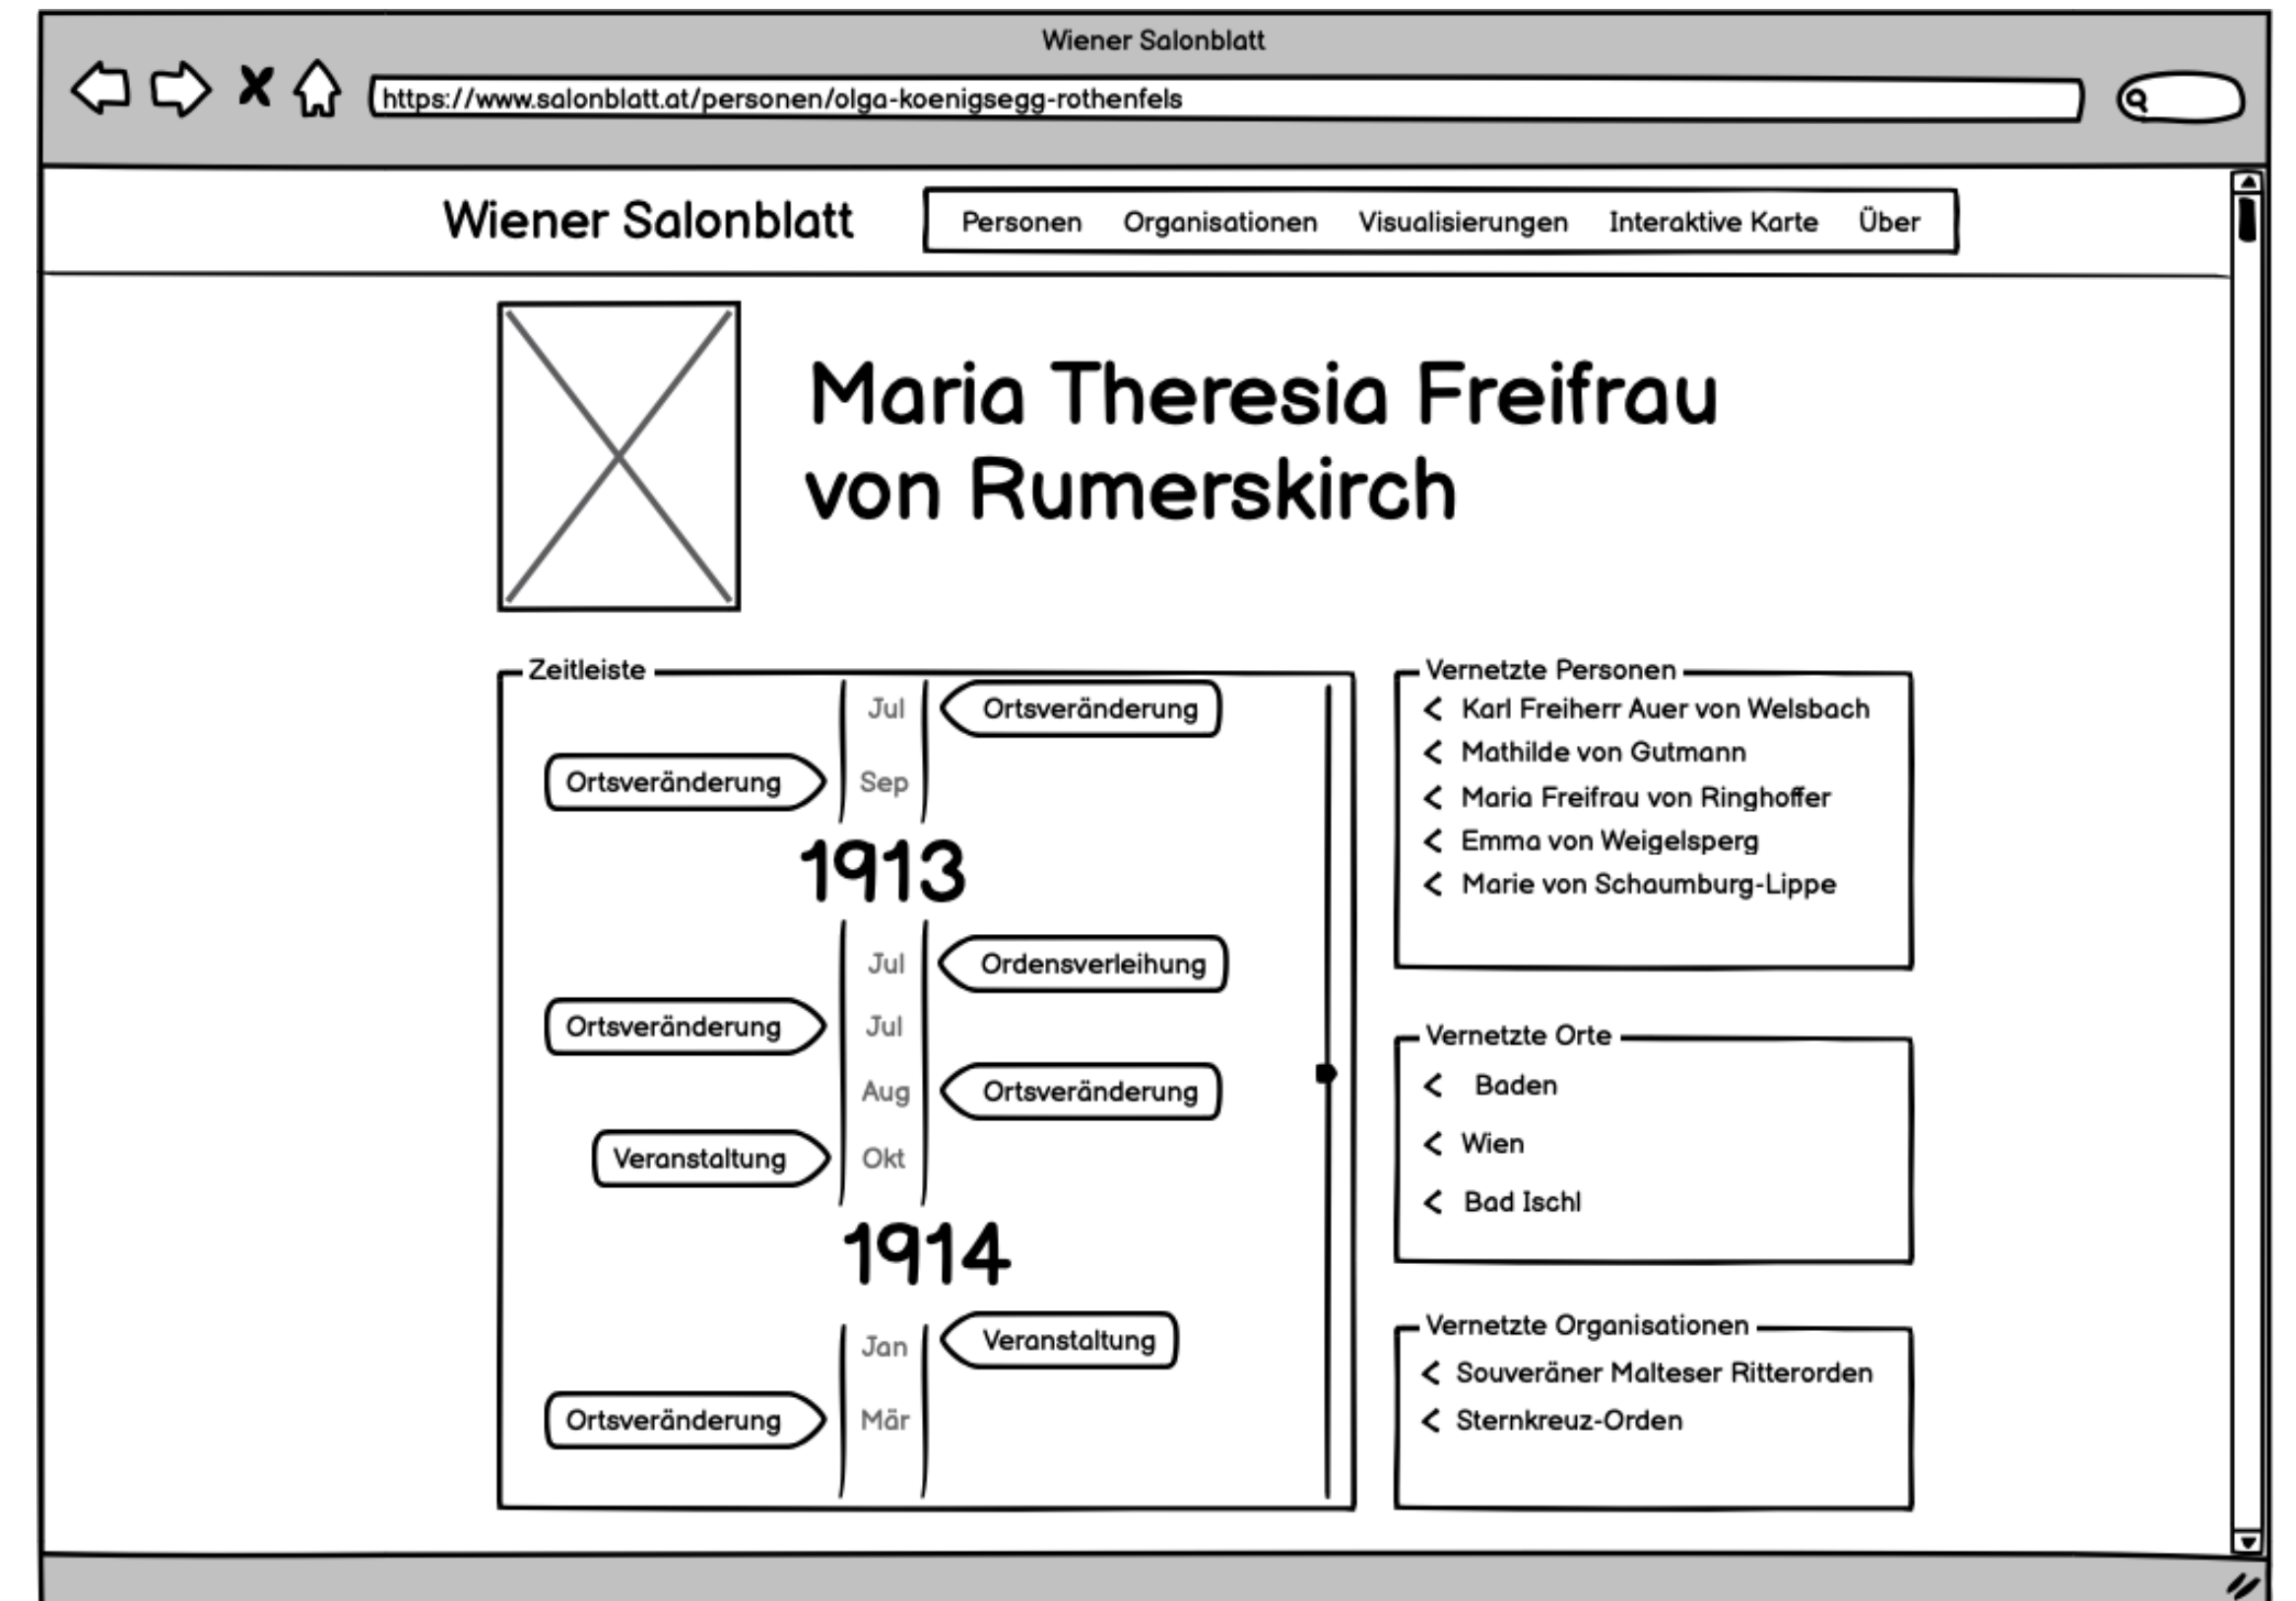 Wiener Salonblatt
https://www.salonblatt.at/personen/olga-koenigsegg-rothenfels
Wiener Salonblatt
Personen Organisationen Visualisierungen Interaktive Karte Über
Maria Theresia Freifrau
von Rumerskirch
Zeitleiste
Jul Ortsveränderung
Ortsveränderung Sep
1913
Jul Ordensverleihung
Ortsveränderung Jul
Aug Ortsveränderung
Veranstaltung Okt
1914
Jan Veranstaltung
Ortsveränderung Mär
Vernetzte Personen
< Karl Freiherr Auer von Welsbach
< Mathilde von Gutmann
< Maria Freifrau von Ringhoffer
< Emma von Weigelsperg
< Marie von Schaumburg-Lippe
Vernetzte Orte
< Baden
< Wien
< Bad Ischl
Vernetzte Organisationen
< Souveräner Malteser Ritterorden
< Sternkreuz-Orden